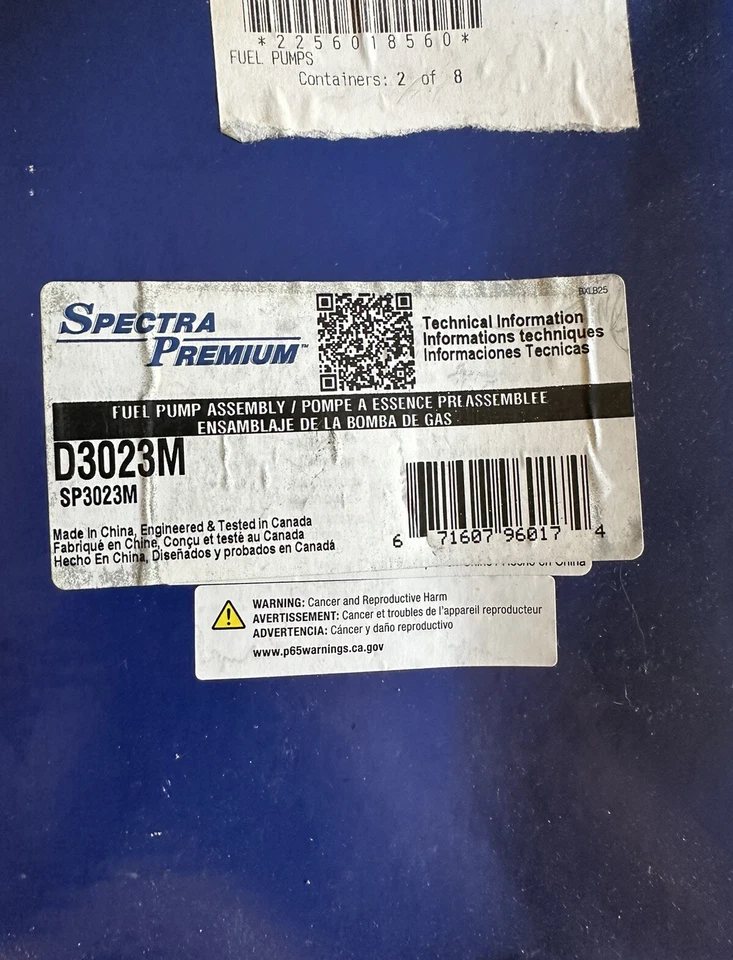 *2256018560*
FUEL PUMPS
Containers: 2 of 8
BXLB25
SPECTRA
PREMIUM™
Technical Information
Informations techniques
Informaciones Tecnicas
FUEL PUMP ASSEMBLY / POMPE A ESSENCE PREASSEMBLEE
ENSAMBLAJE DE LA BOMBA DE GAS
D3023M
SP3023M
Made In China, Engineered & Tested in Canada
Fabriqué en Chine, Conçu et testé au Canada
Hecho En China, Diseñados y probados en Canadá
6 71607 96017 4
en China
WARNING: Cancer and Reproductive Harm
AVERTISSEMENT: Cancer et troubles de l'appareil reproducteur
ADVERTENCIA: Cáncer y daño reproductivo
www.p65warnings.ca.gov